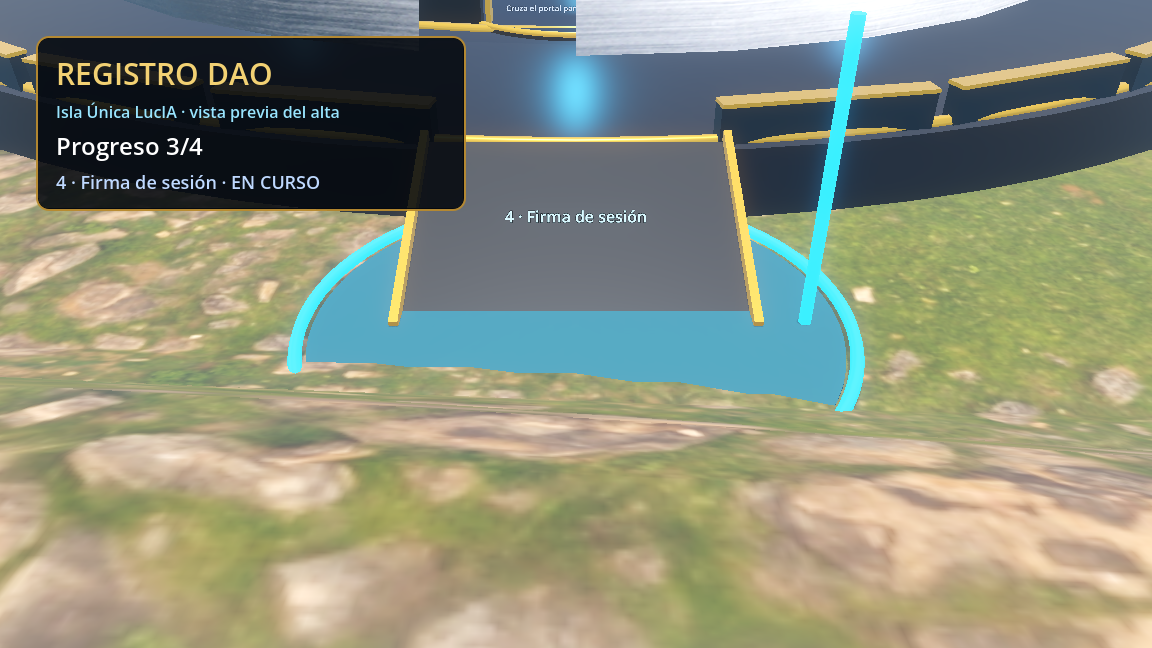 Cruza el portal par
REGISTRO DAO
Isla Única LucIA · vista previa del alta
Progreso 3/4
4 · Firma de sesión · EN CURSO
4 · Firma de sesión